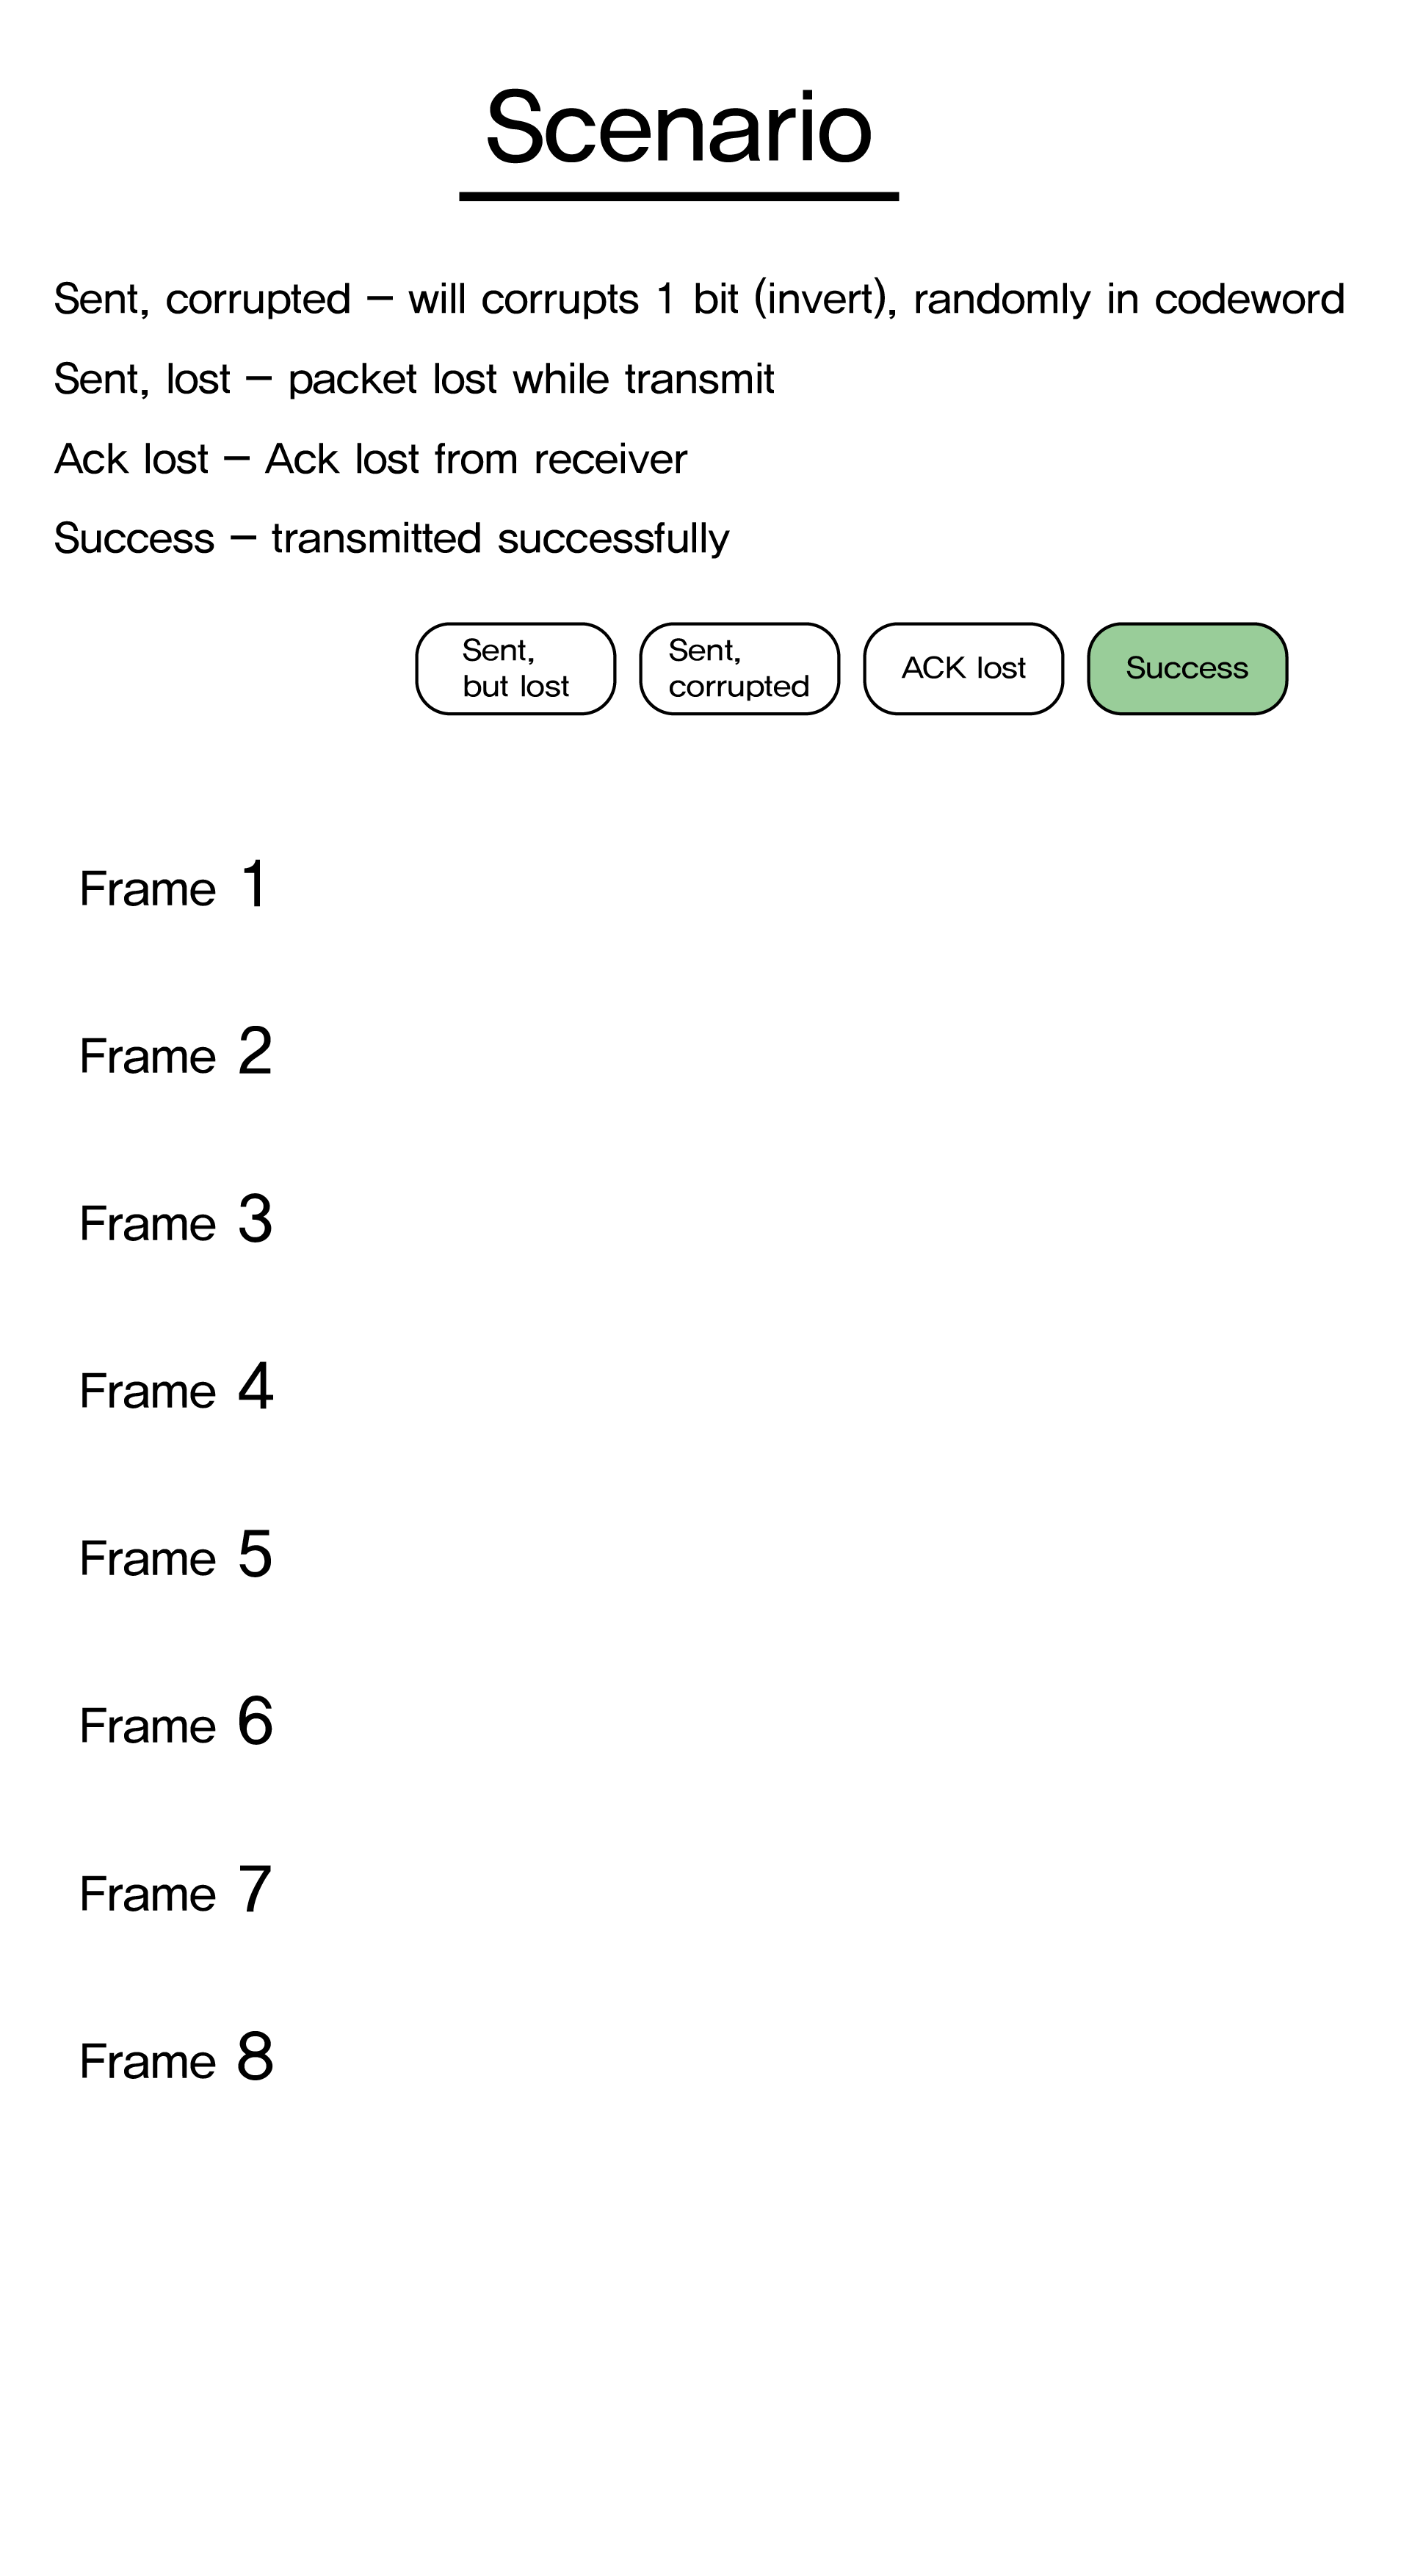 Scenario
Sent, corrupted – will corrupts 1 bit (invert), randomly in codeword
Sent, lost – packet lost while transmit
Ack lost – Ack lost from receiver
Success – transmitted successfully
Sent,
but lost
Sent,
corrupted
ACK lost
Success
Frame 1
Frame 2
Frame 3
Frame 4
Frame 5
Frame 6
Frame 7
Frame 8